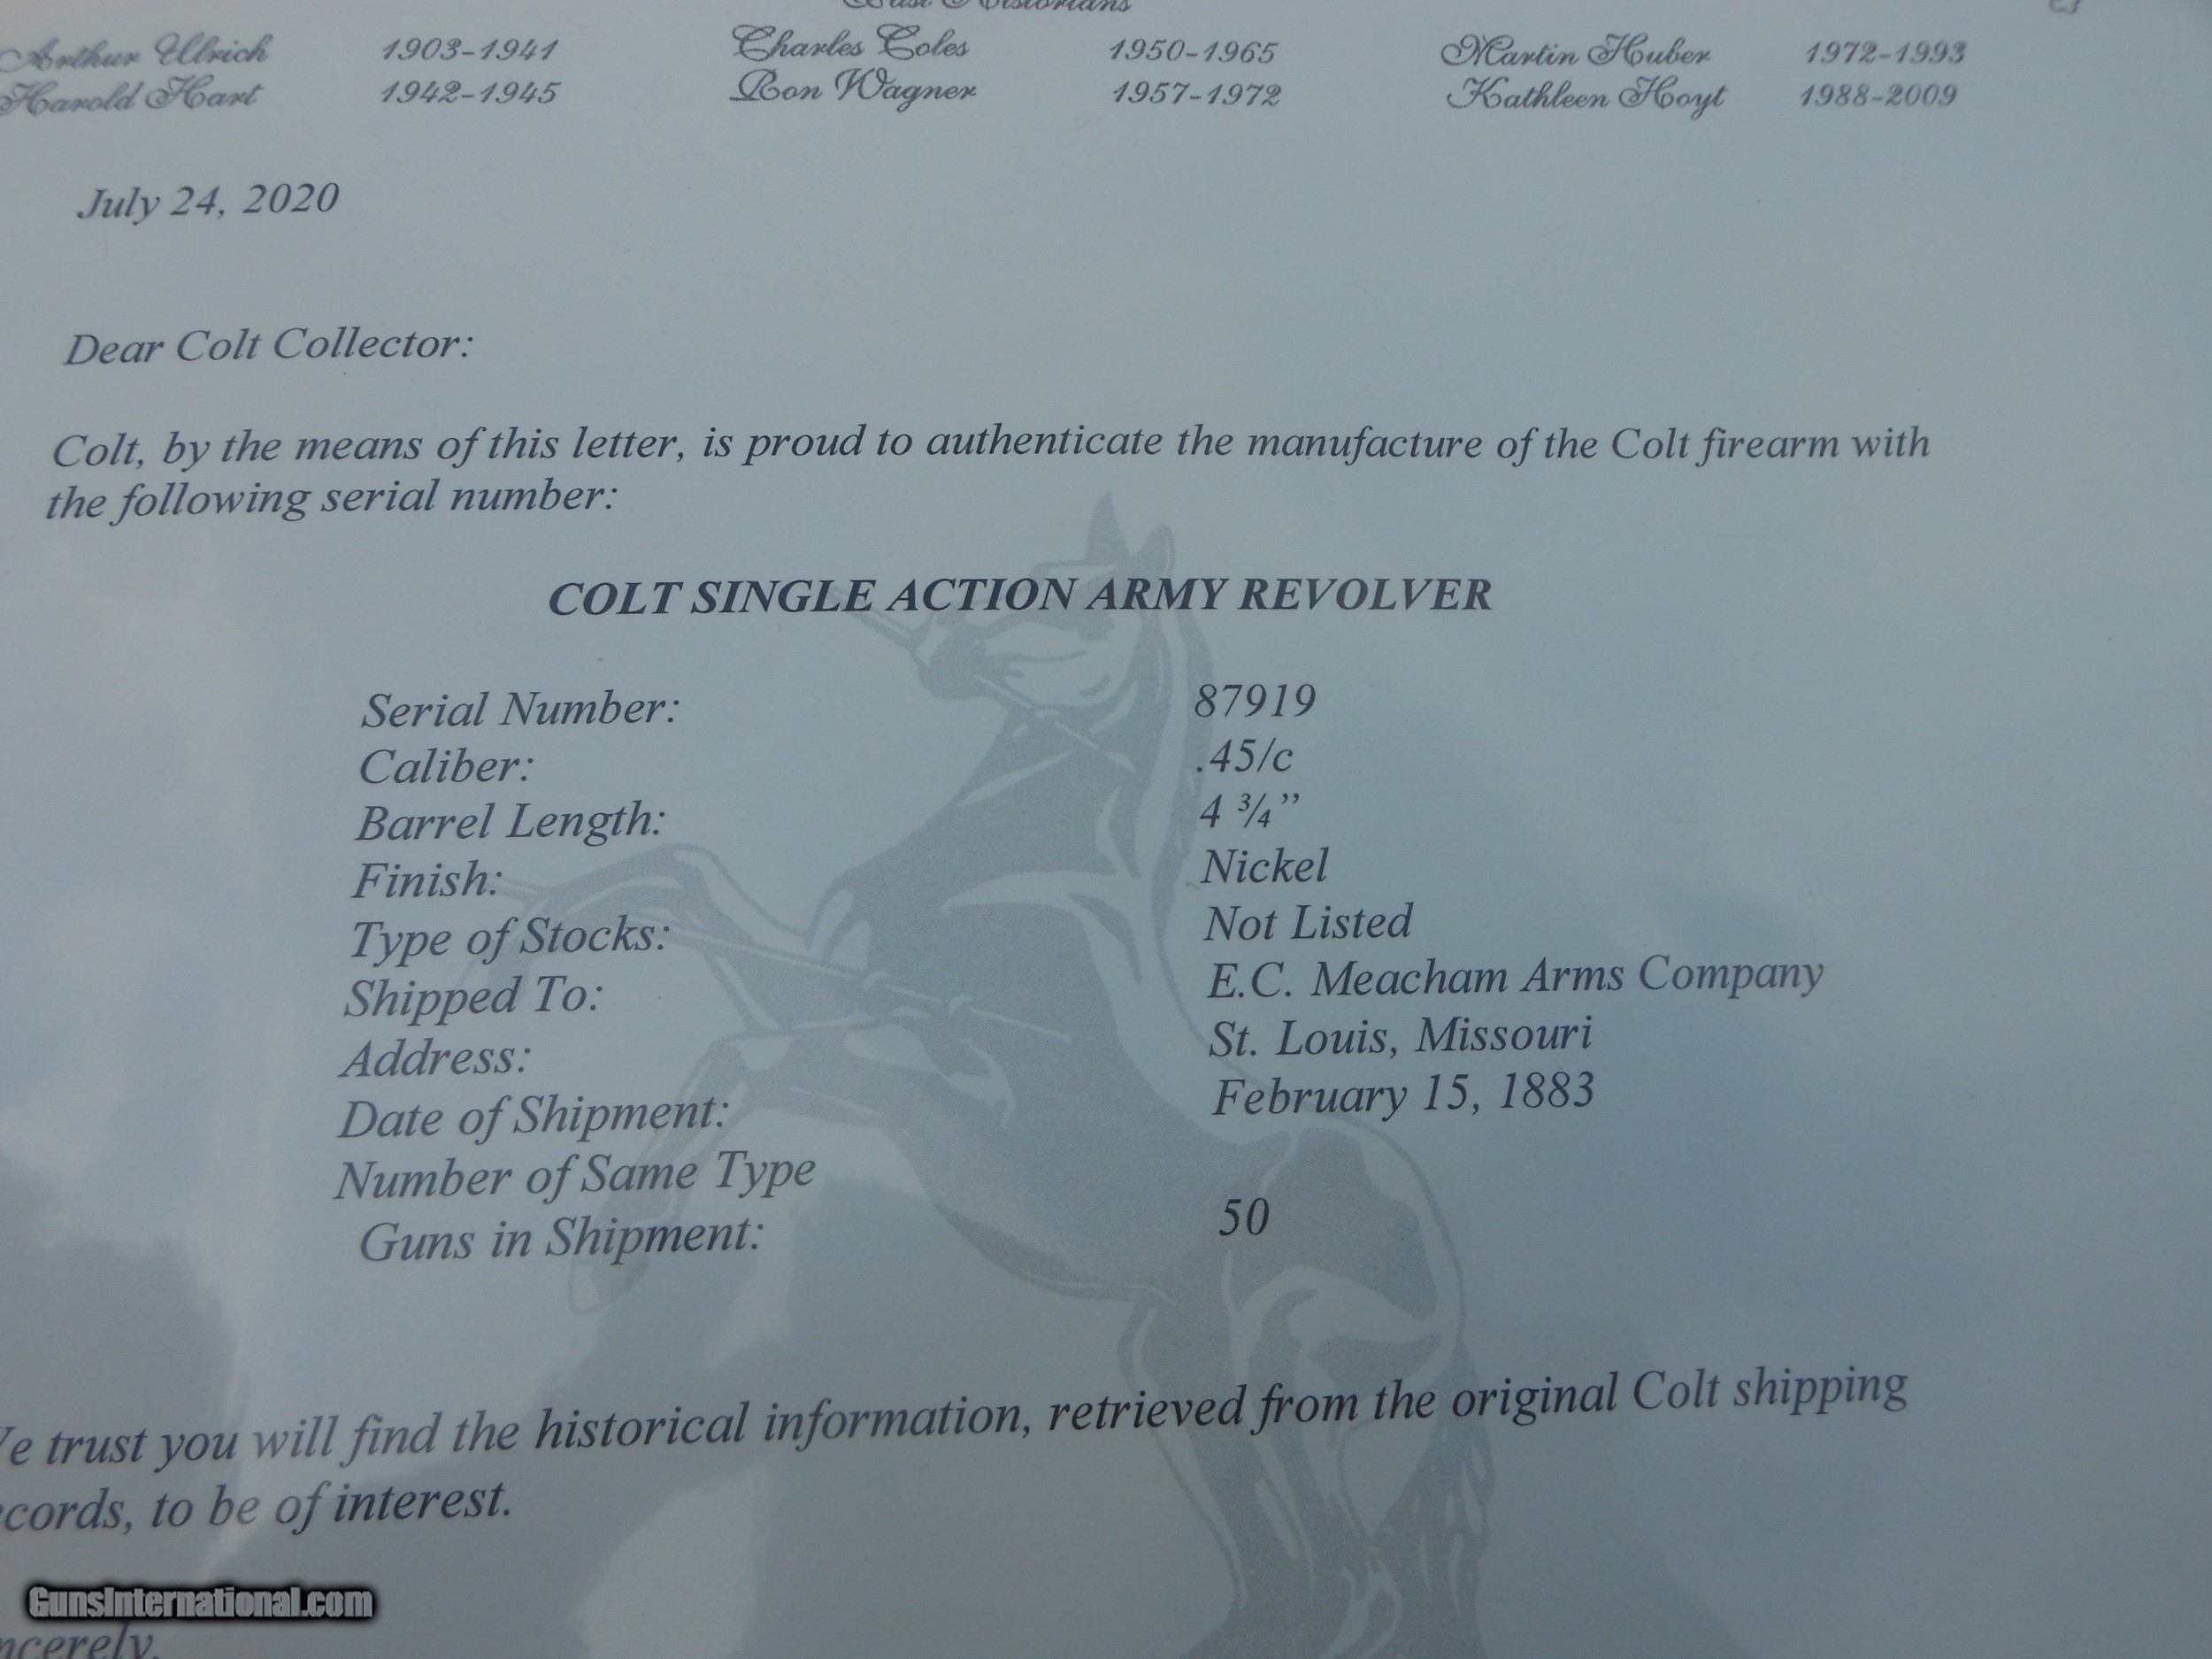 Past Historians
Arthur Ulrich 1903-1941 Charles Coles 1950-1965 Martin Huber 1972-1993
Harold Hart 1942-1945 Ron Wagner 1957-1972 Kathleen Hoyt 1988-2009
July 24, 2020
Dear Colt Collector:
Colt, by the means of this letter, is proud to authenticate the manufacture of the Colt firearm with
the following serial number:
COLT SINGLE ACTION ARMY REVOLVER
Serial Number: 87919
Caliber: .45/c
Barrel Length: 4 ¾”
Finish: Nickel
Type of Stocks: Not Listed
Shipped To: E.C. Meacham Arms Company
Address: St. Louis, Missouri
Date of Shipment: February 15, 1883
Number of Same Type
Guns in Shipment: 50
e trust you will find the historical information, retrieved from the original Colt shipping
cords, to be of interest.
GunsInternational.com
ncerely,